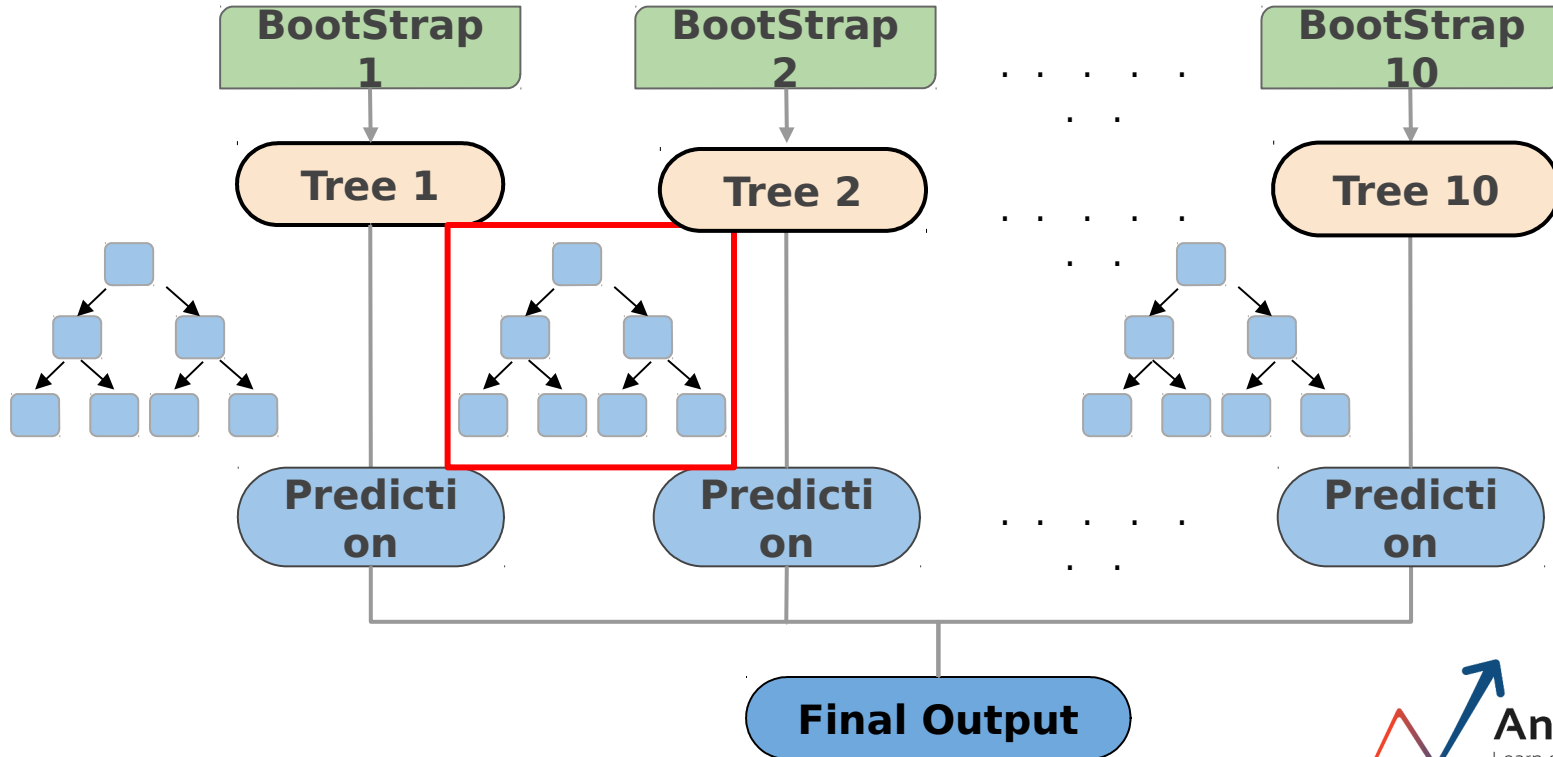 BootStrap
1
BootStrap
2
. . . . .
. .
BootStrap
10
Tree 1
Tree 2
. . . . .
. .
Tree 10
Predicti
on
Predicti
on
. . . . .
. .
Predicti
on
Final Output
An